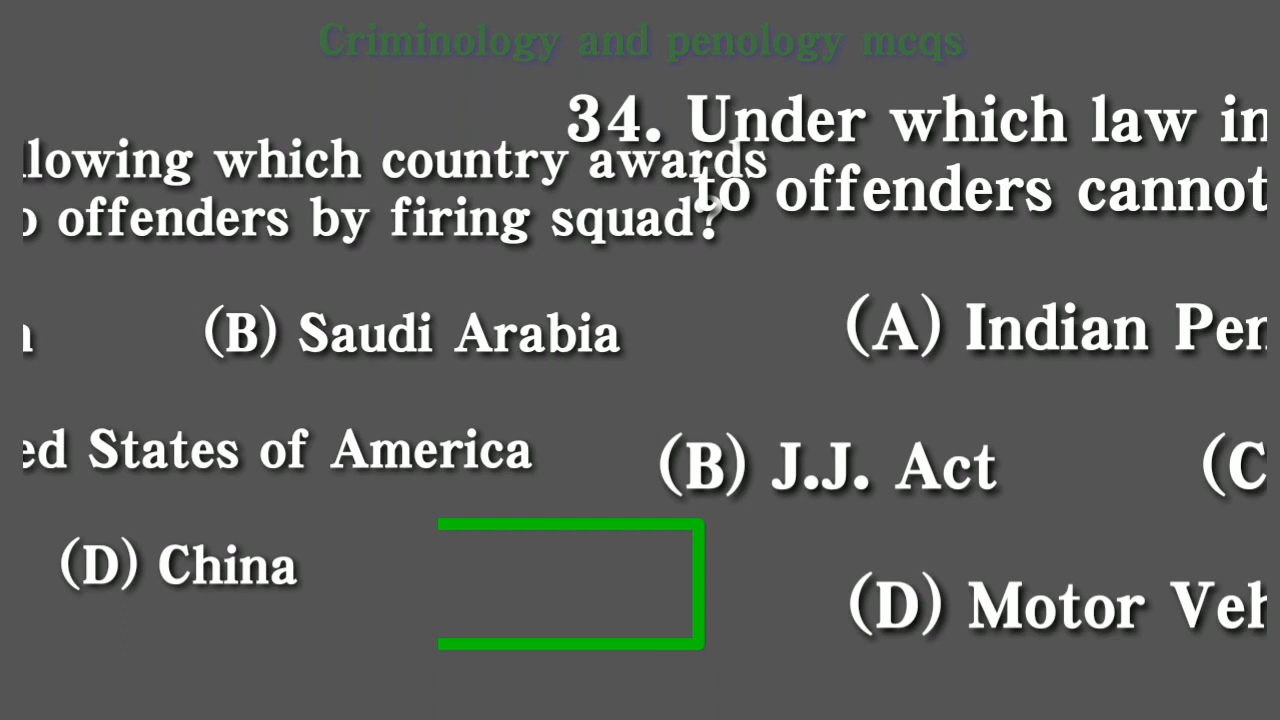 Criminology and penology mcqs
lowing which country awards
offenders by firing squad?
(B) Saudi Arabia
ed States of America
(D) China
34. Under which law in
to offenders cannot
(A) Indian Pen
(B) J.J. Act
(C
(D) Motor Veh